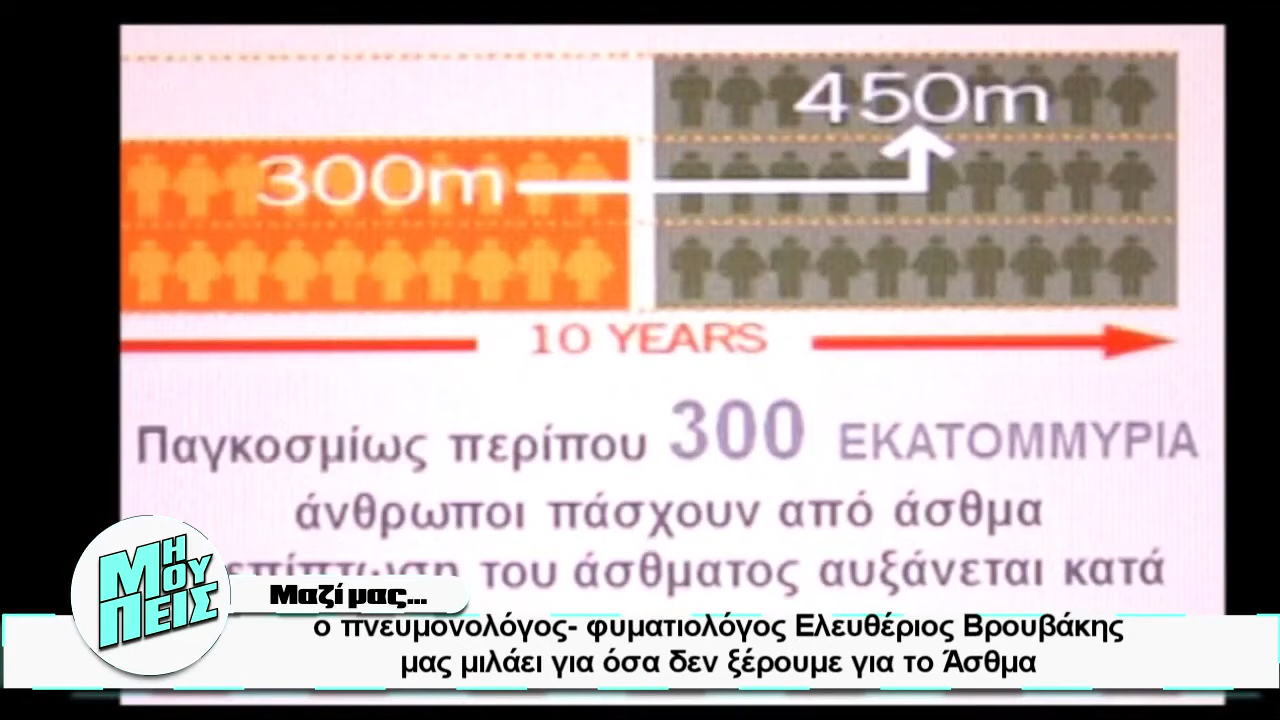 450m
300m
10 YEARS
Παγκοσμίως περίπου 300 ΕΚΑΤΟΜΜΥΡΙΑ
άνθρωποι πάσχουν από άσθμα
επίπτωση του άσθματος αυξάνεται κατά
ΜΗ
ΜΟΥ
ΠΕΙΣ
Μαζί μας...
ο πνευμονολόγος- φυματιολόγος Ελευθέριος Βρουβάκης
μας μιλάει για όσα δεν ξέρουμε για το Άσθμα